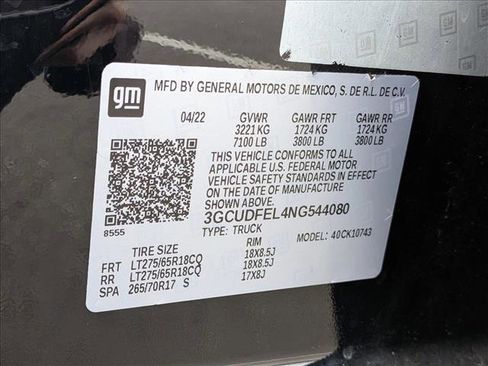 gm
MFD BY GENERAL MOTORS DE MEXICO, S. DE R.L. DE C.V.
04/22 GVWR GAWR FRT GAWR RR
3221 KG 1724 KG 1724 KG
7100 LB 3800 LB 3800 LB
THIS VEHICLE CONFORMS TO ALL
APPLICABLE U.S. FEDERAL MOTOR
VEHICLE SAFETY STANDARDS IN EFFECT
ON THE DATE OF MANUFACTURE
SHOWN ABOVE.
3GCUDFEL4NG544080
8555
TYPE: TRUCK MODEL: 40CK10743
TIRE SIZE RIM
FRT LT275/65R18CQ 18X8.5J
RR LT275/65R18CQ 18X8.5J
SPA 265/70R17 S 17X8J